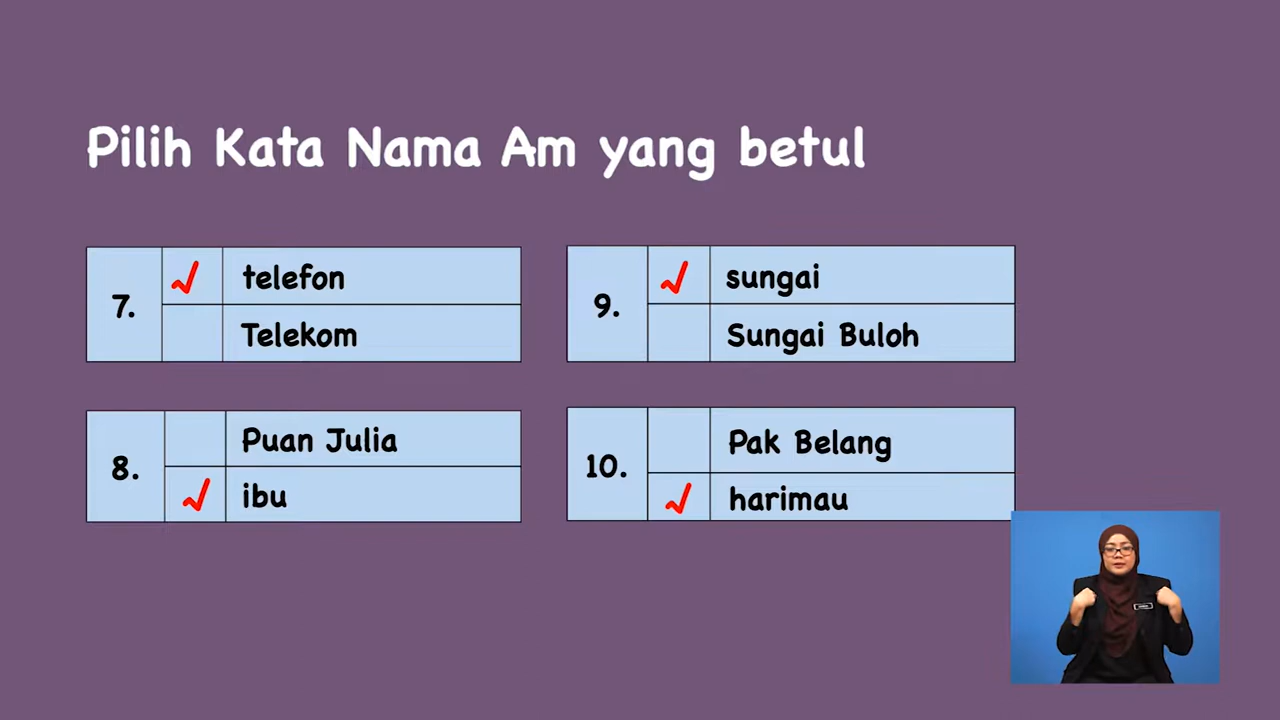 Pilih Kata Nama Am yang betul
7.
√ telefon
Telekom
8.
Puan Julia
√ ibu
9.
√ sungai
Sungai Buloh
10.
Pak Belang
√ harimau